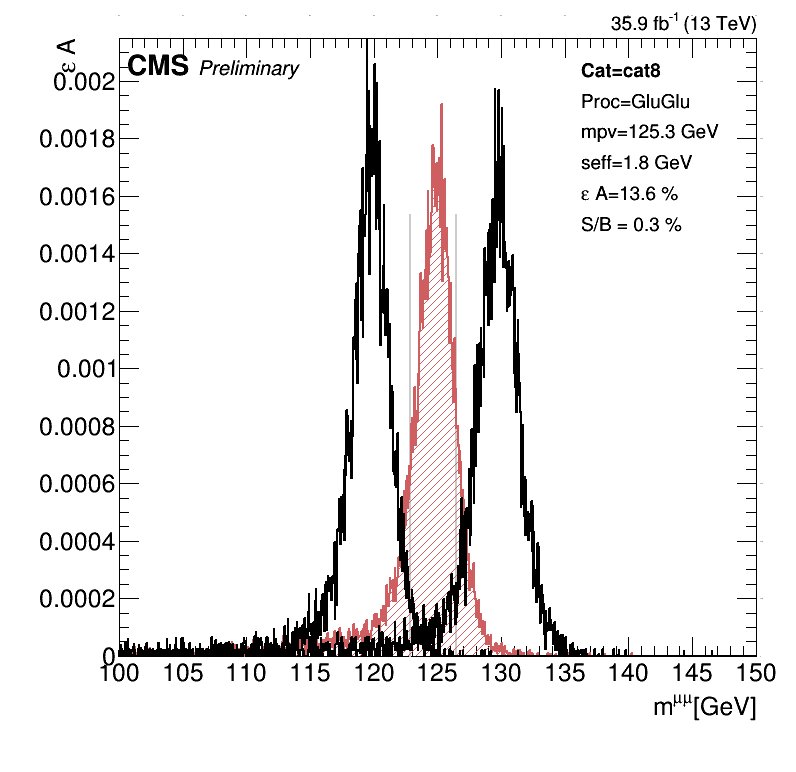 35.9 fb⁻¹ (13 TeV)
ε A
CMS Preliminary
Cat=cat8
Proc=GluGlu
mpv=125.3 GeV
seff=1.8 GeV
ε A=13.6 %
S/B = 0.3 %
0.002
0.0018
0.0016
0.0014
0.0012
0.001
0.0008
0.0006
0.0004
0.0002
0
100 105 110 115 120 125 130 135 140 145 150
m^μμ[GeV]